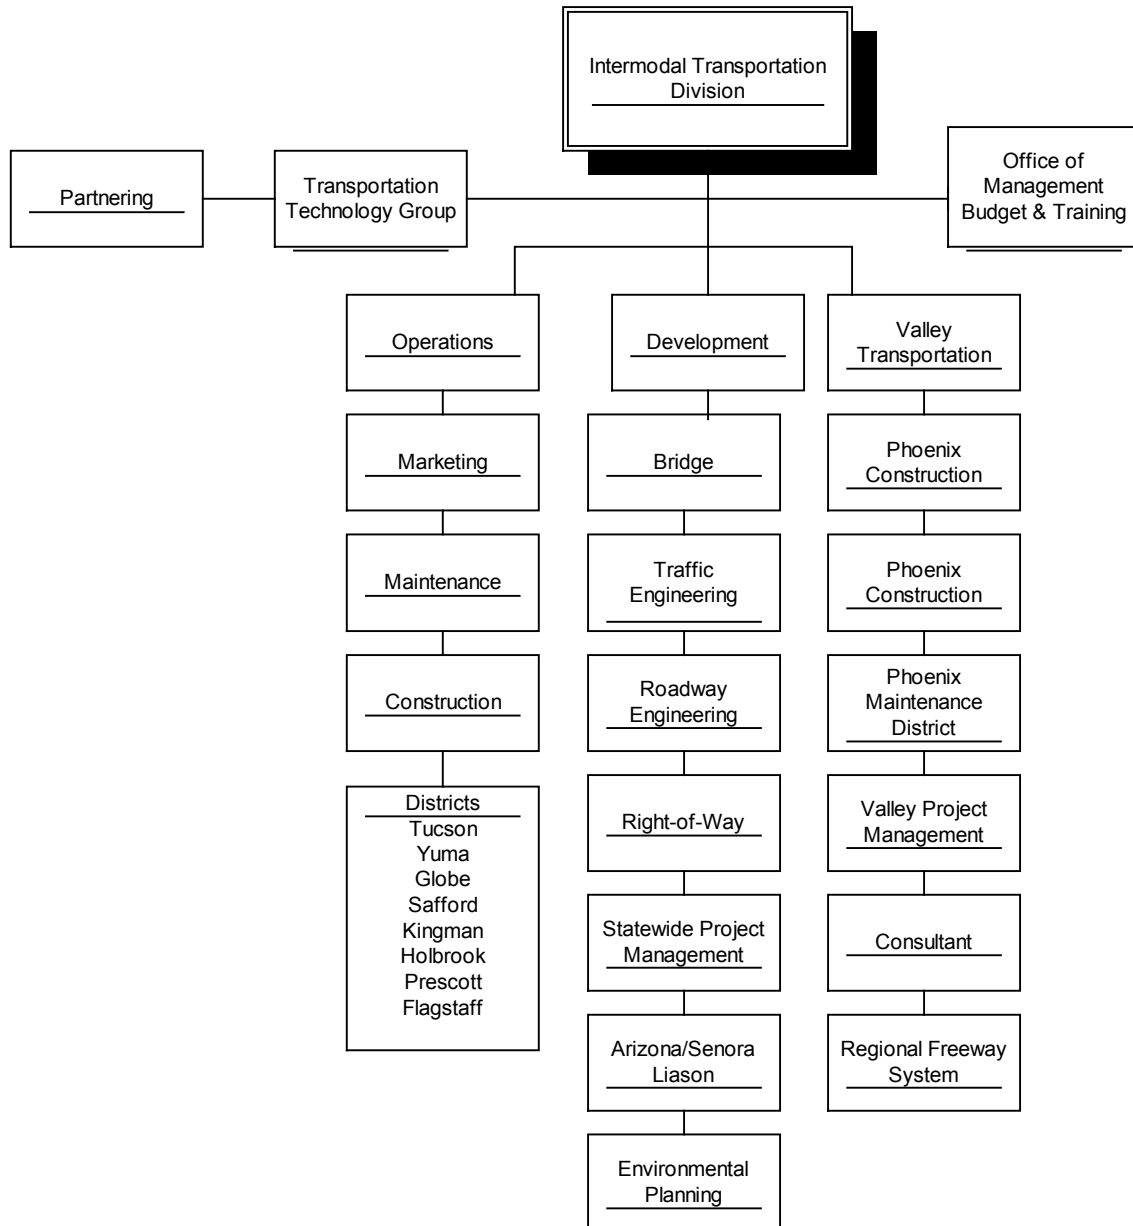 Intermodal Transportation
Division
Partnering
Transportation
Technology Group
Office of
Management
Budget & Training
Operations
Marketing
Maintenance
Construction
Districts
Tucson
Yuma
Globe
Safford
Kingman
Holbrook
Prescott
Flagstaff
Development
Bridge
Traffic
Engineering
Roadway
Engineering
Right-of-Way
Statewide Project
Management
Arizona/Senora
Liason
Environmental
Planning
Valley
Transportation
Phoenix
Construction
Phoenix
Construction
Phoenix
Maintenance
District
Valley Project
Management
Consultant
Regional Freeway
System